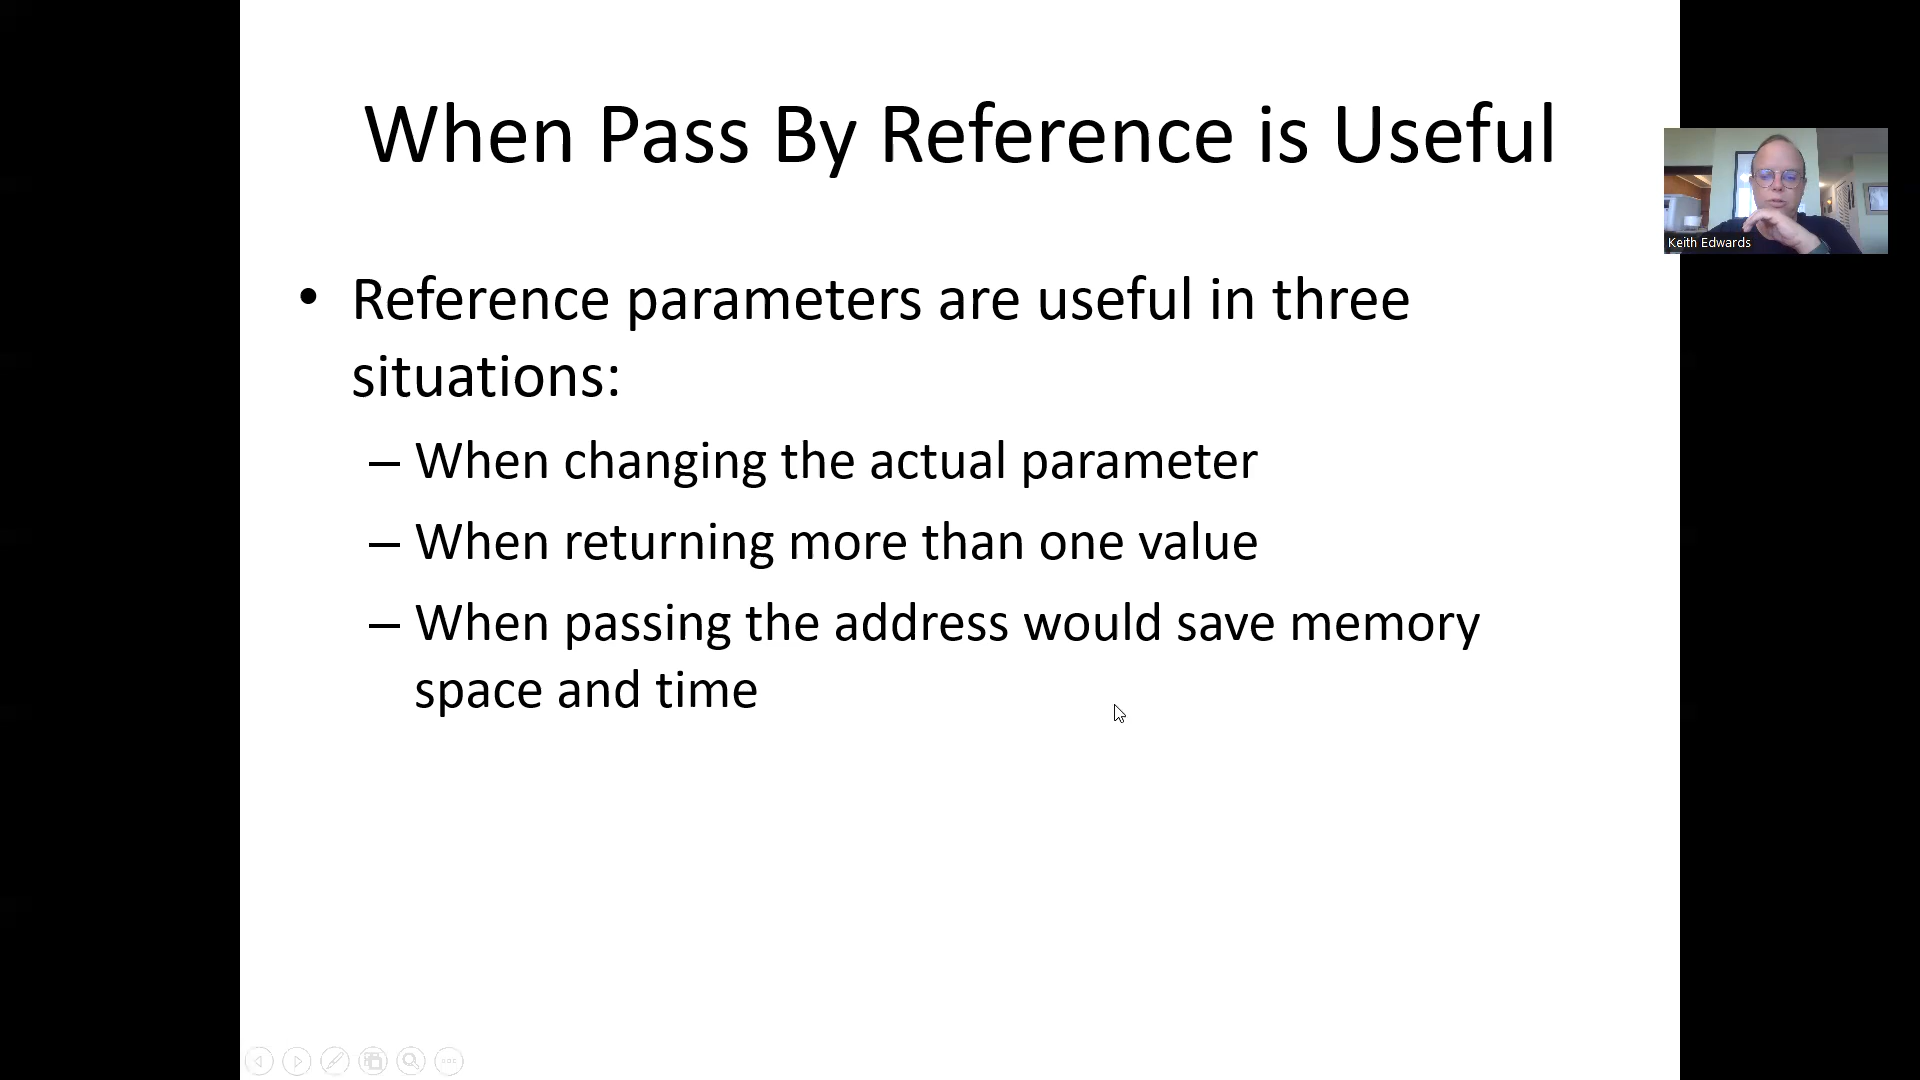 When Pass By Reference is Useful
• Reference parameters are useful in three
situations:
– When changing the actual parameter
– When returning more than one value
– When passing the address would save memory
space and time
Keith Edwards